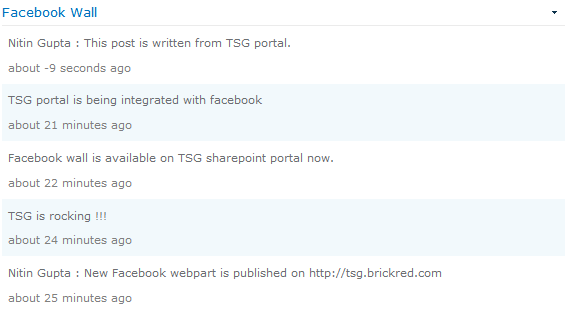 Facebook Wall
Nitin Gupta : This post is written from TSG portal.
about -9 seconds ago
TSG portal is being integrated with facebook
about 21 minutes ago
Facebook wall is available on TSG sharepoint portal now.
about 22 minutes ago
TSG is rocking !!!
about 24 minutes ago
Nitin Gupta : New Facebook webpart is published on http://tsg.brickred.com
about 25 minutes ago